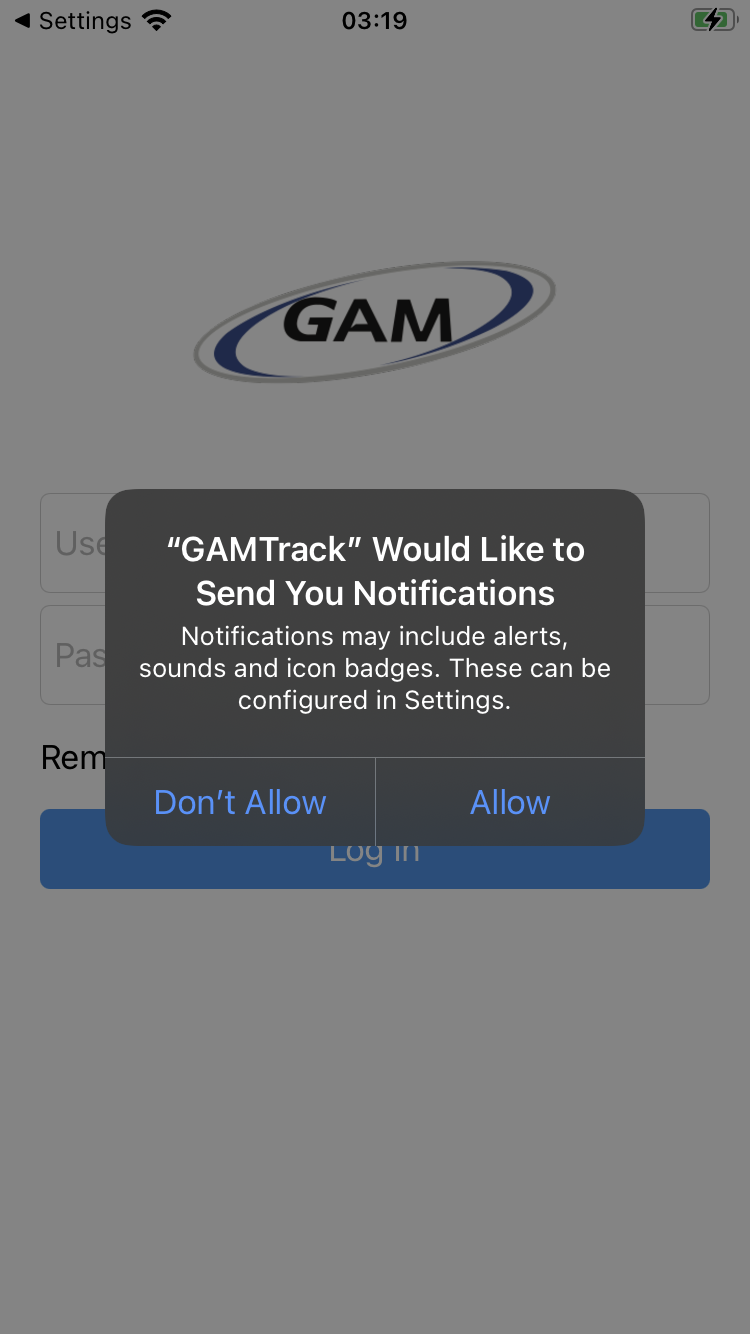 Settings 03:19
GAM
Use
“GAMTrack” Would Like to
Send You Notifications
Notifications may include alerts,
sounds and icon badges. These can be
configured in Settings.
Pas
Rem
Don’t Allow
Allow
Log In